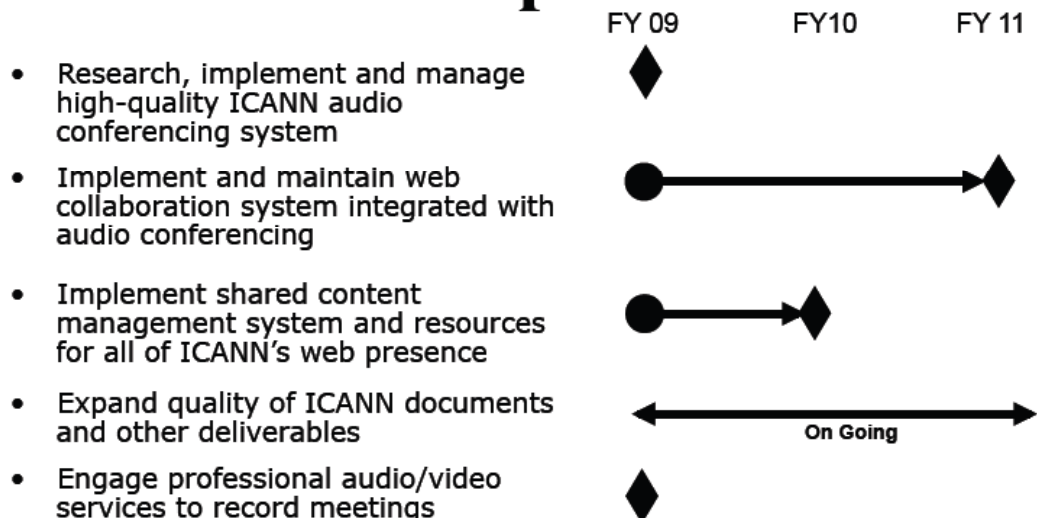 FY 09 FY10 FY 11
• Research, implement and manage
high-quality ICANN audio
conferencing system
• Implement and maintain web
collaboration system integrated with
audio conferencing
• Implement shared content
management system and resources
for all of ICANN's web presence
• Expand quality of ICANN documents
and other deliverables
On Going
• Engage professional audio/video
services to record meetings